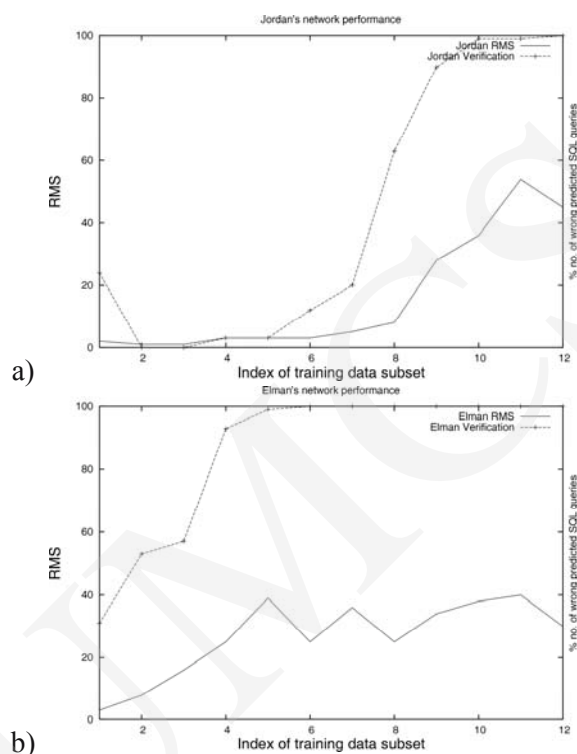 Jordan's network performance
100
80
60
40
20
0
2
4
6
8
10
12
RMS
% no. of wrong predicted SQL queries
Jordan RMS
Jordan Verification
Index of training data subset
a)
Elman's network performance
100
80
60
40
20
0
2
4
6
8
10
12
RMS
% no. of wrong predicted SQL queries
Elman RMS
Elman Verification
Index of training data subset
b)
UMCS